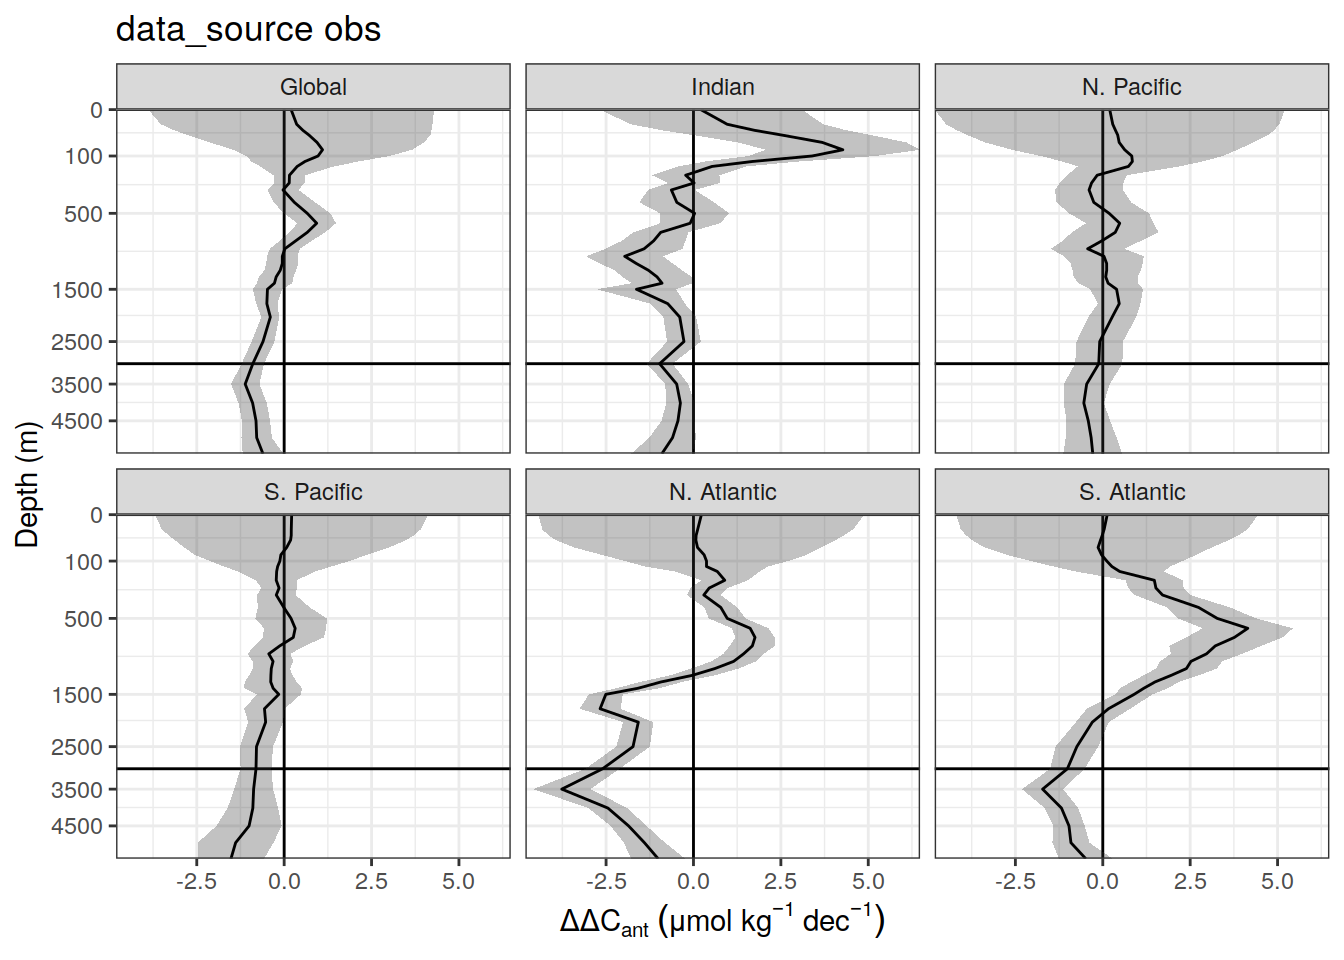 data_source obs
Global
Indian
N. Pacific
0
100
500
1500
2500
3500
4500
Depth (m)
S. Pacific
N. Atlantic
S. Atlantic
0
100
500
1500
2500
3500
4500
-2.5 0.0 2.5 5.0
-2.5 0.0 2.5 5.0
-2.5 0.0 2.5 5.0
ΔΔCant (μmol kg⁻¹ dec⁻¹)